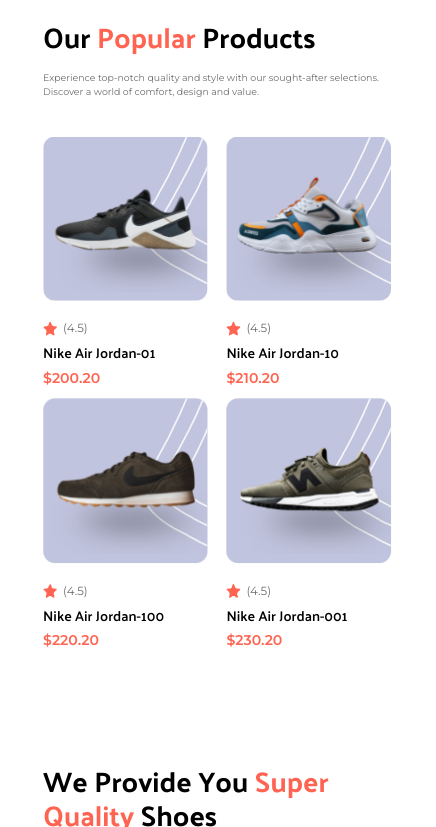 Our Popular Products
Experience top-notch quality and style with our sought-after selections.
Discover a world of comfort, design and value.
(4.5) (4.5)
Nike Air Jordan-01 Nike Air Jordan-10
$200.20 $210.20
(4.5) (4.5)
Nike Air Jordan-100 Nike Air Jordan-001
$220.20 $230.20
We Provide You Super
Quality Shoes